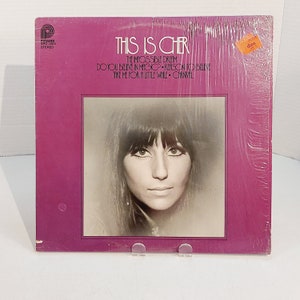 THIS IS CHER
THE IMPOSSIBLE DREAM
DO YOU BELIEVE IN MAGIC • REASON TO BELIEVE
TAKE ME FOR A LITTLE WHILE • CARNIVAL